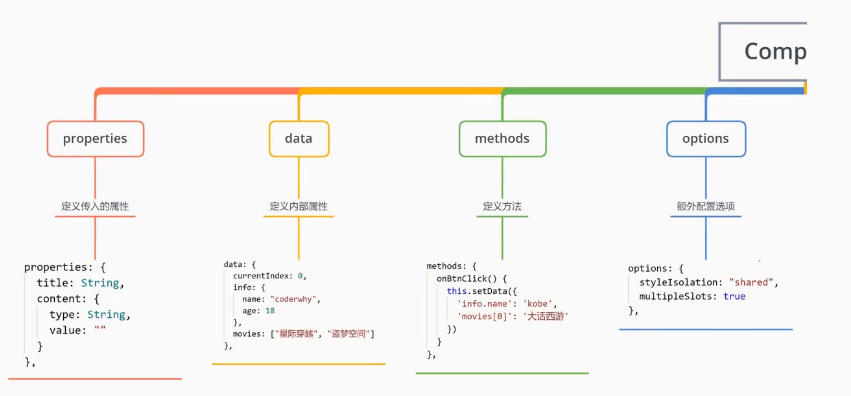 Comp
properties
data
methods
options
定义传入的属性
定义内部属性
定义方法
额外配置选项
properties: {
title: String,
content: {
type: String,
value: ""
}
},
data: {
currentIndex: 0,
info: {
name: "coderwhy",
age: 18
},
movies: ["星际穿越", "盗梦空间"]
},
methods: {
onBtnClick() {
this.setData({
'info.name': 'kobe',
'movies[0]': '大话西游'
})
}
},
options: {
styleIsolation: "shared",
multipleSlots: true
},